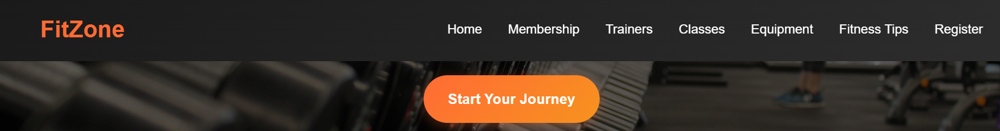 FitZone
Home Membership Trainers Classes Equipment Fitness Tips Register
Start Your Journey